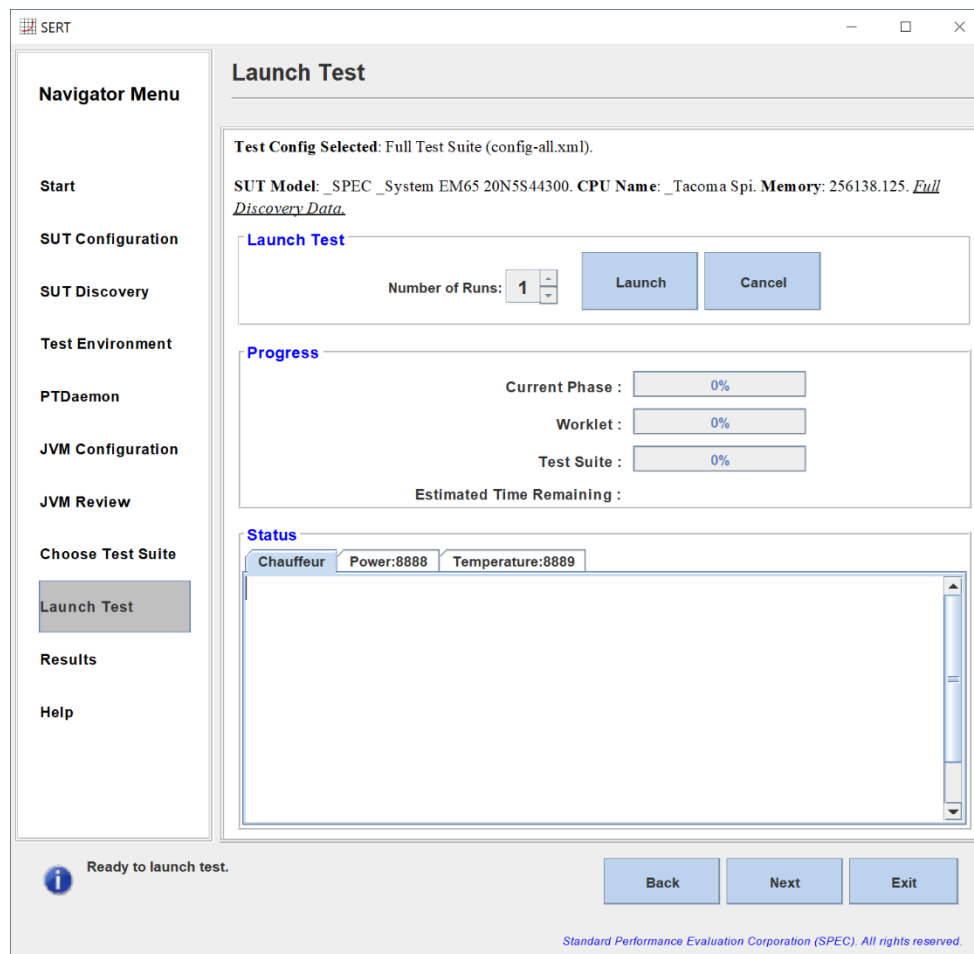 SERT
Navigator Menu
Start
SUT Configuration
SUT Discovery
Test Environment
PTDaemon
JVM Configuration
JVM Review
Choose Test Suite
Launch Test
Results
Help
Launch Test
Test Config Selected: Full Test Suite (config-all.xml).
SUT Model: _SPEC _System EM65 20N5S44300. CPU Name: _Tacoma Spi. Memory: 256138.125. Full
Discovery Data.
Launch Test
Number of Runs: 1 Launch Cancel
Progress
Current Phase : 0%
Worklet : 0%
Test Suite : 0%
Estimated Time Remaining :
Status
Chauffeur Power:8888 Temperature:8889
Ready to launch test.
Back Next Exit
Standard Performance Evaluation Corporation (SPEC). All rights reserved.